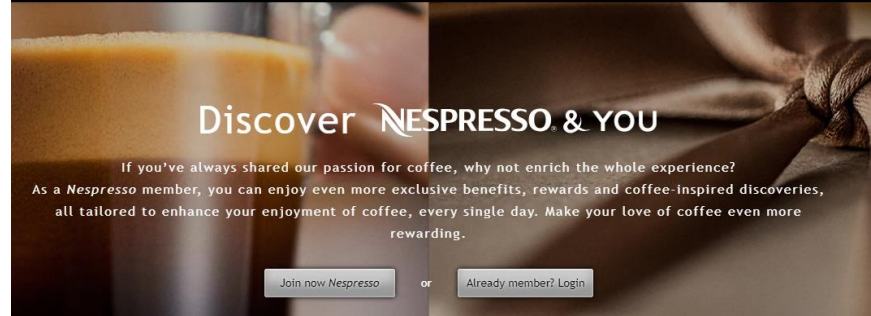 Discover NESPRESSO. & YOU
If you've always shared our passion for coffee, why not enrich the whole experience?
As a Nespresso member, you can enjoy even more exclusive benefits, rewards and coffee-inspired discoveries,
all tailored to enhance your enjoyment of coffee, every single day. Make your love of coffee even more
rewarding.
Join now Nespresso or Already member? Login